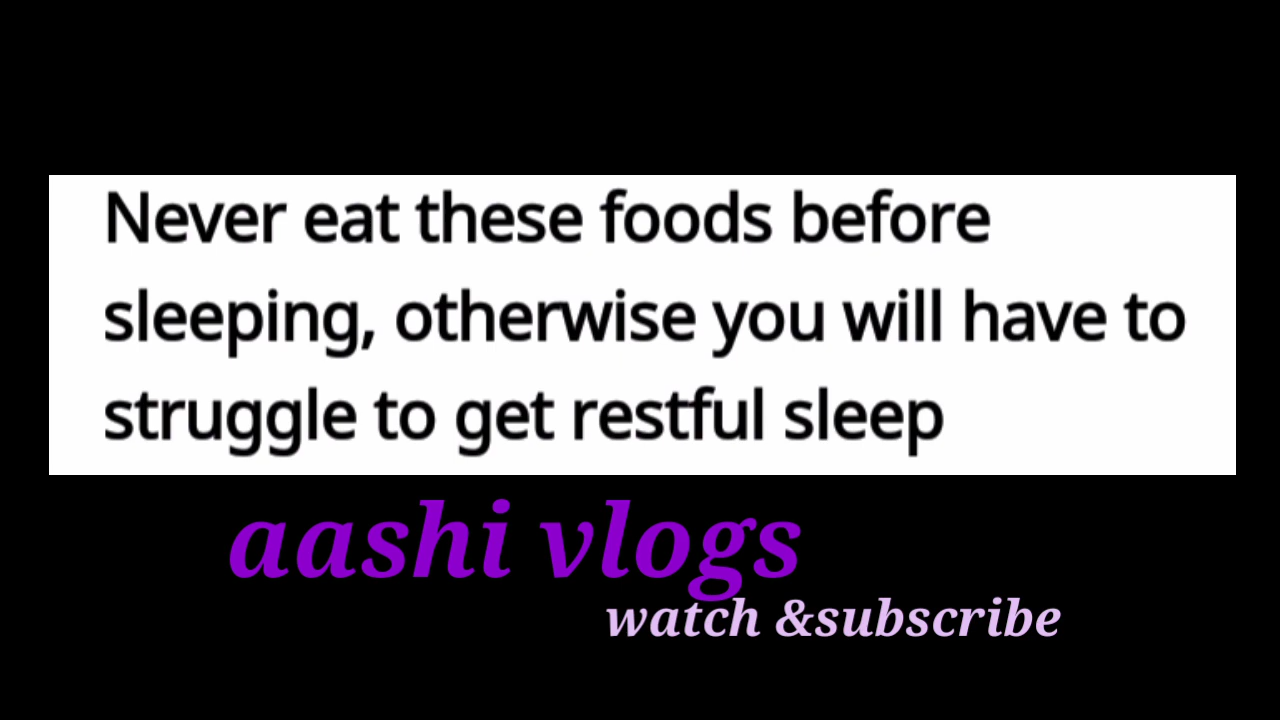 Never eat these foods before
sleeping, otherwise you will have to
struggle to get restful sleep
aashi vlogs
watch &subscribe